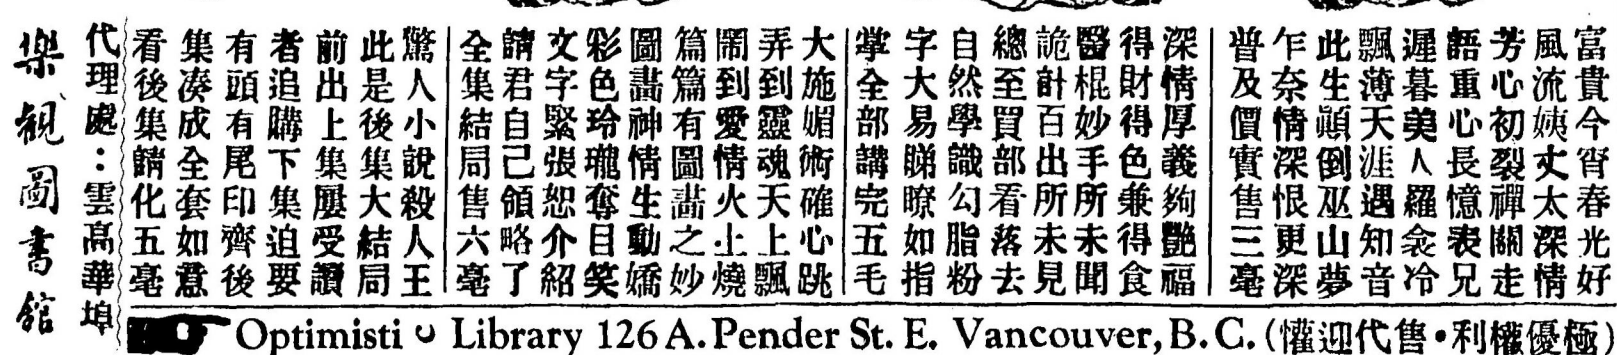 富貴今宵春光好
風流姨丈太深情
芳心初裂禪關走
語重心長憶表兄
遲暮美人羅衾冷
飄薄天涯遇知音
此生顛倒巫山夢
乍奈情深恨更深
普及價實售三毫
深情厚義夠艷福
得財得色兼得食
醫棍妙手所未聞
詭計百出所未見
總至買部看落去
自然學識勾脂粉
字大易睇暸如指
掌全部講完五毛
大施媚術確心跳
弄到靈魂天上飄
鬧到愛情火上燒
篇篇有圖畫之妙
圖畫神情生動嬌
彩色玲瓏奪目笑
文字緊張恕介紹
請君自己領略了
全集結局售六毫
驚人小說殺人王
此是後集大結局
前出上集屢受讀
者追購下集迫要
有頭有尾印齊後
集湊成全套如意
看後集請化五毫
代理處：雲高華埠
樂觀圖書館
Optimistic Library 126A. Pender St. E. Vancouver, B.C. (懽迎代售•利權優極)